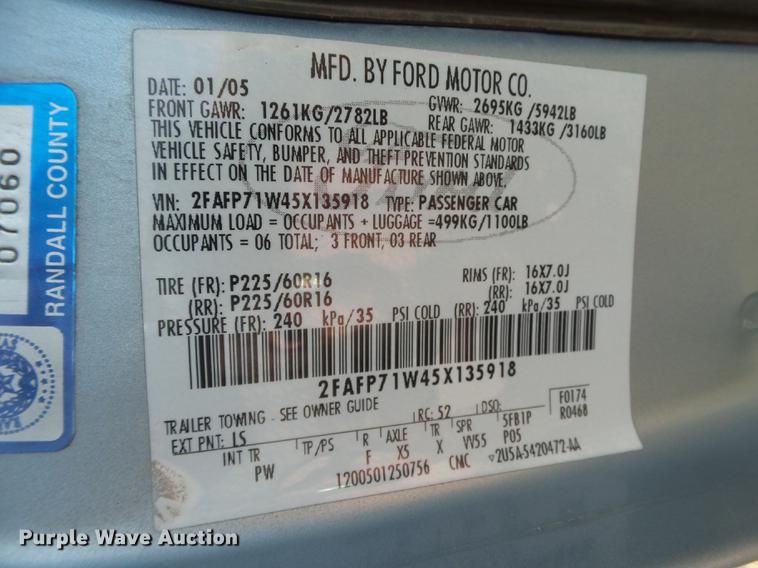 MFD. BY FORD MOTOR CO.
DATE: 01/05
GVWR: 2695KG/5942LB
FRONT GAWR: 1261KG/2782LB
REAR GAWR: 1433KG/3160LB
THIS VEHICLE CONFORMS TO ALL APPLICABLE FEDERAL MOTOR
VEHICLE SAFETY, BUMPER, AND THEFT PREVENTION STANDARDS
IN EFFECT ON THE DATE OF MANUFACTURE SHOWN ABOVE.
VIN: 2FAFP71W45X135918 TYPE: PASSENGER CAR
MAXIMUM LOAD = OCCUPANTS + LUGGAGE =499KG/1100LB
OCCUPANTS = 06 TOTAL; 3 FRONT, 03 REAR
TIRE (FR): P225/60R16 RIMS (FR): 16X7.0J
(RR): P225/60R16 (RR): 16X7.0J
PRESSURE (FR): 240 kPa/35 PSI COLD (RR): 240 kPa/35 PSI COLD
2FAFP71W45X135918
TRAILER TOWING - SEE OWNER GUIDE
EXT PNT: LS RC: 52 DSO: F0174
R0468
INT TR TP/PS R AXLE TR SPR 5FB1P
PW F X5 X VV55 P05
1200501250756 CMC ▽2U5A-5420472-AA
07060
RANDALL COUNTY
Purple Wave Auction